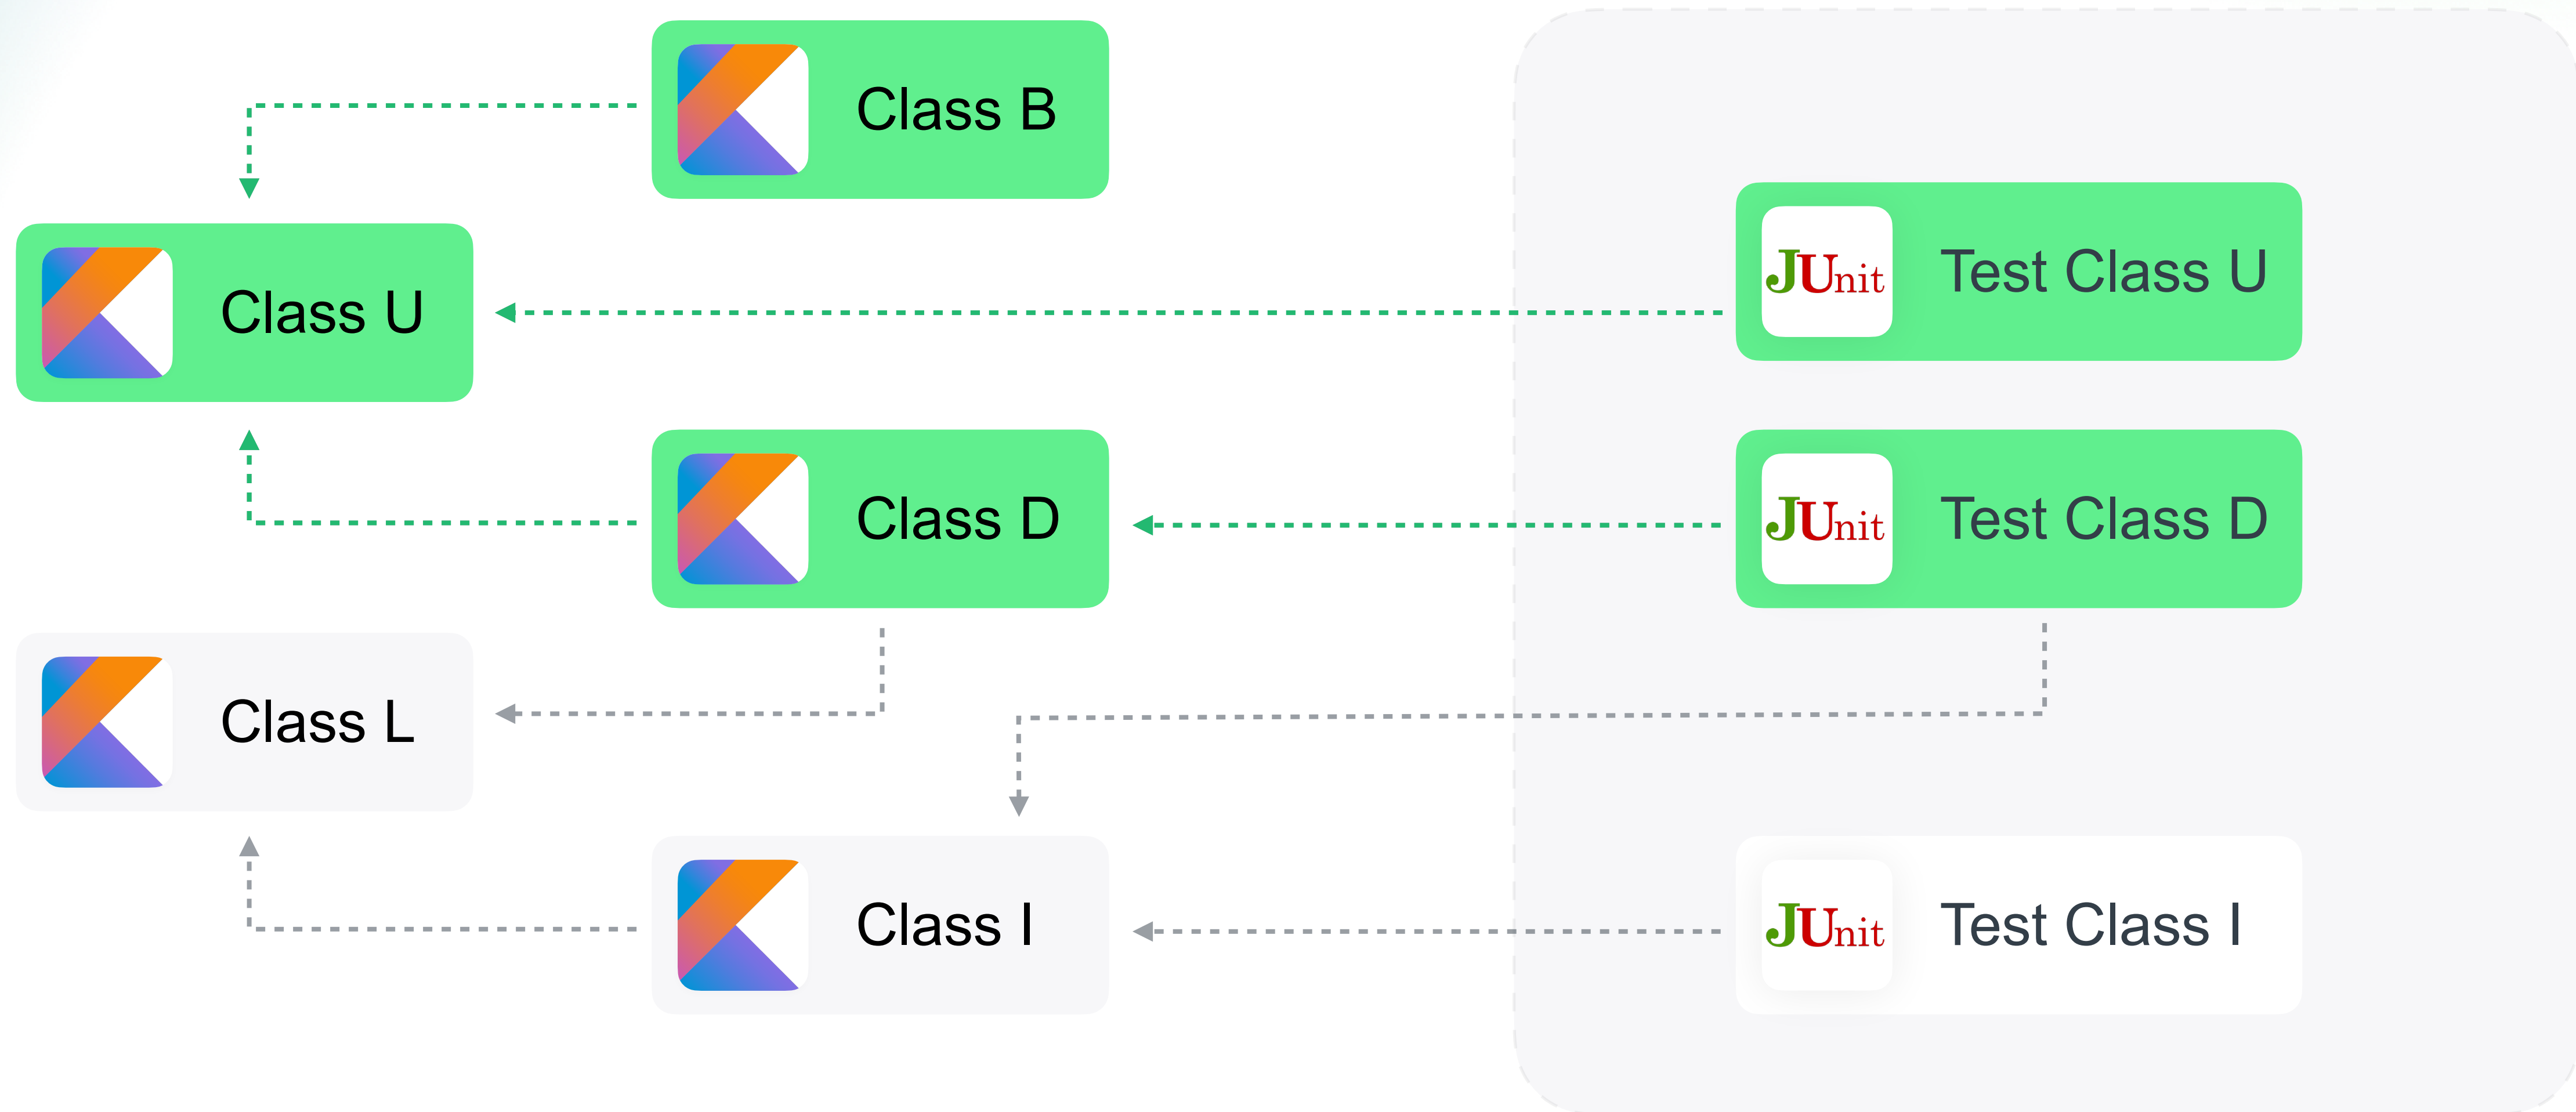 Class B
JUnit Test Class U
Class U
Class D
JUnit Test Class D
Class L
Class I
JUnit Test Class I